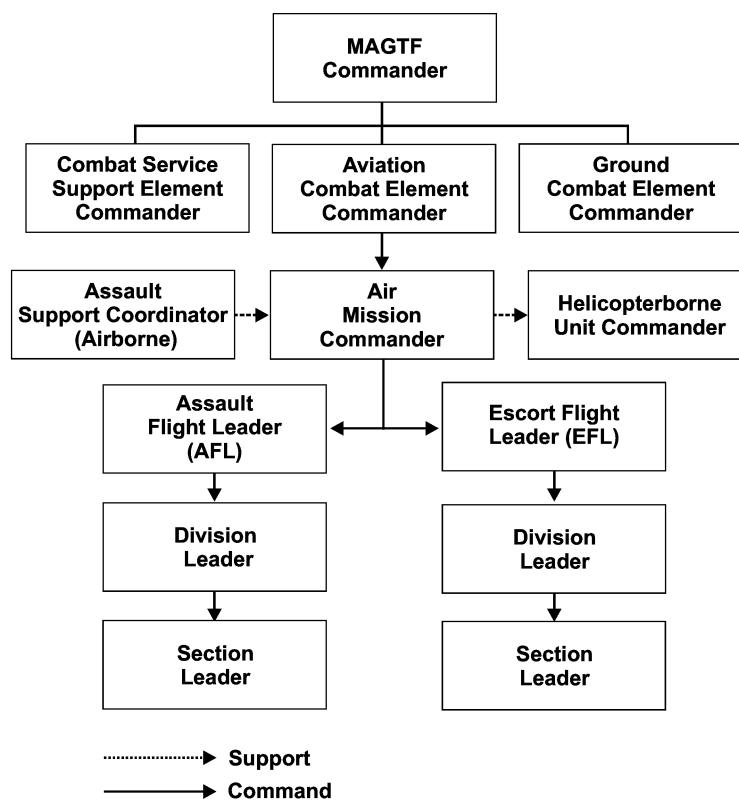 MAGTF
Commander
Combat Service
Support Element
Commander
Aviation
Combat Element
Commander
Ground
Combat Element
Commander
Assault
Support Coordinator
(Airborne)
Air
Mission
Commander
Helicopterborne
Unit Commander
Assault
Flight Leader
(AFL)
Escort Flight
Leader (EFL)
Division
Leader
Division
Leader
Section
Leader
Section
Leader
Support
Command